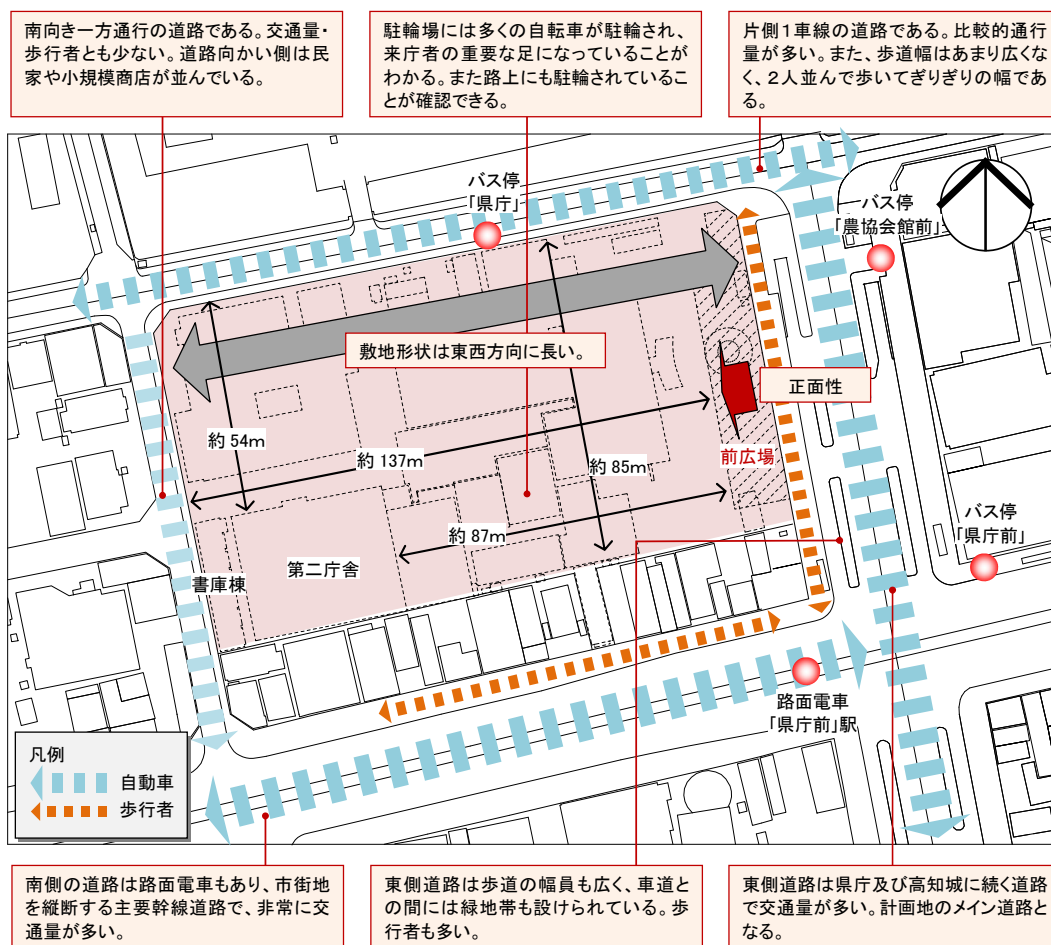 南向き一方通行の道路である。交通量・
歩行者とも少ない。道路向かい側は民
家や小規模商店が並んでいる。
駐輪場には多くの自転車が駐輪され、
来庁者の重要な足になっていることが
わかる。また路上にも駐輪されているこ
とが確認できる。
片側1車線の道路である。比較的通行
量が多い。また、歩道幅はあまり広くな
く、2人並んで歩いてぎりぎりの幅であ
る。
バス停
「県庁」
バス停
「農協会館前」
敷地形状は東西方向に長い。
正面性
約54m
約137m
約85m
前広場
約87m
バス停
「県庁前」
書庫棟
第二庁舎
路面電車
「県庁前」駅
凡例
自動車
歩行者
南側の道路は路面電車もあり、市街地
を縦断する主要幹線道路で、非常に交
通量が多い。
東側道路は歩道の幅員も広く、車道と
の間には緑地帯も設けられている。歩
行者も多い。
東側道路は県庁及び高知城に続く道路
で交通量が多い。計画地のメイン道路と
なる。